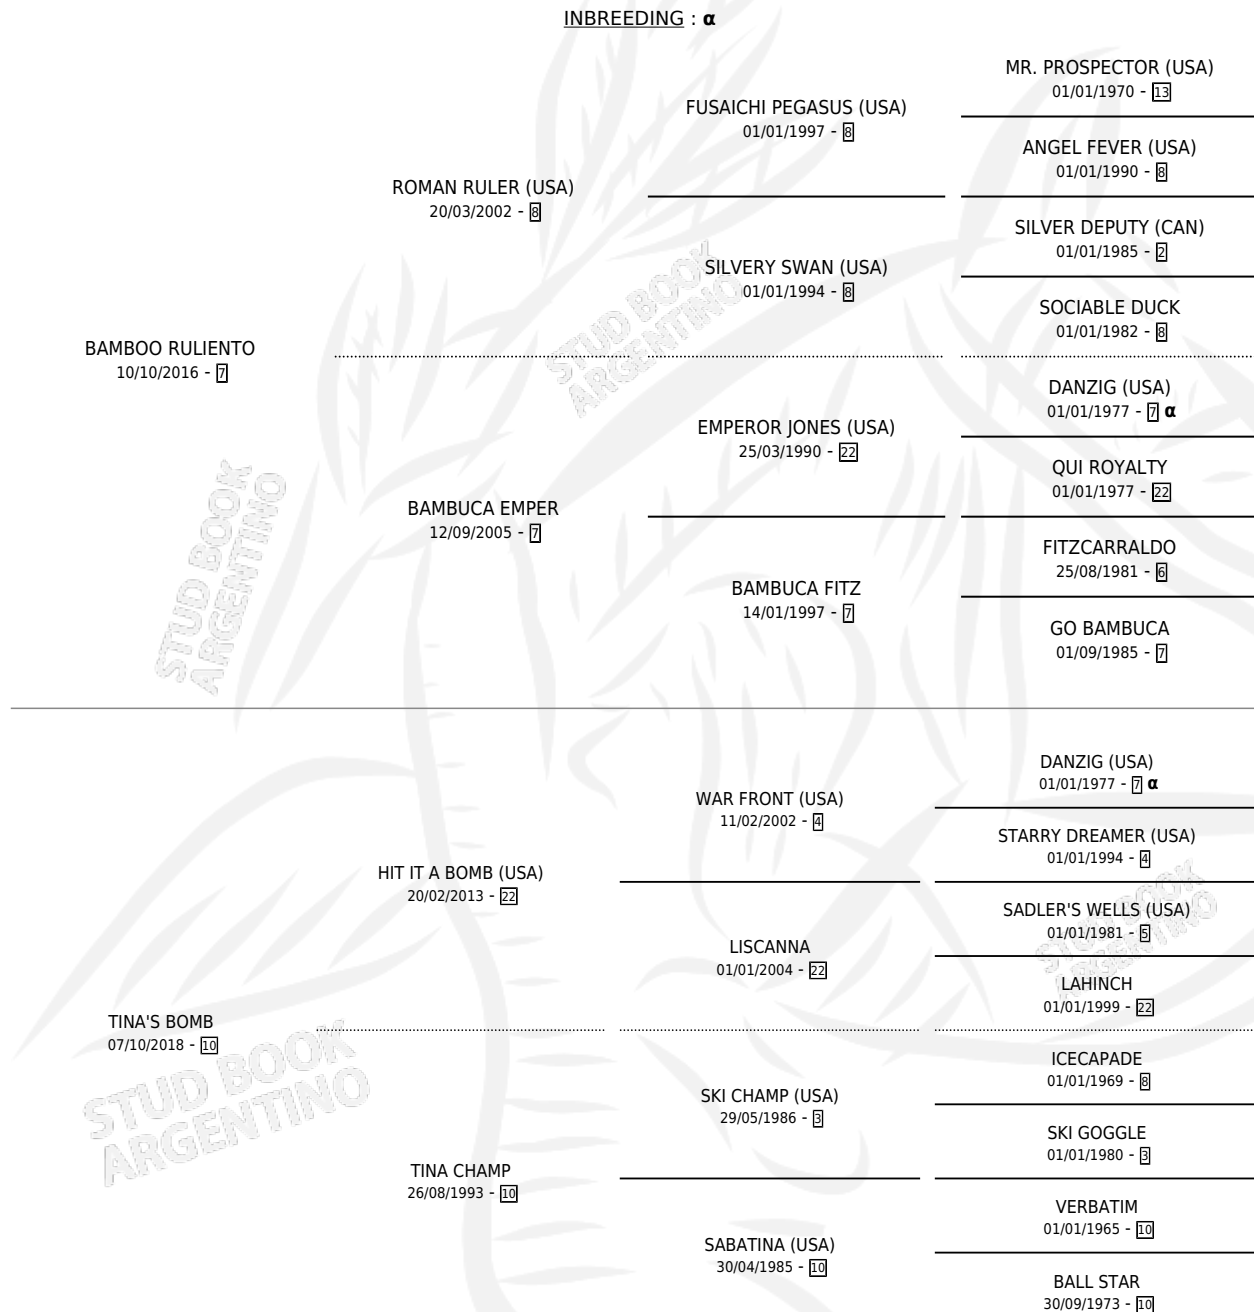 INBREEDING : α
MR. PROSPECTOR (USA)
01/01/1970 - 13
FUSAICHI PEGASUS (USA)
01/01/1997 - 8
ANGEL FEVER (USA)
01/01/1990 - 8
ROMAN RULER (USA)
20/03/2002 - 8
SILVER DEPUTY (CAN)
01/01/1985 - 2
SILVERY SWAN (USA)
01/01/1994 - 8
SOCIABLE DUCK
01/01/1982 - 8
BAMBOO RULIENTO
10/10/2016 - 7
DANZIG (USA)
01/01/1977 - 7 α
EMPEROR JONES (USA)
25/03/1990 - 22
QUI ROYALTY
01/01/1977 - 22
BAMBUCA EMPER
12/09/2005 - 7
FITZCARRALDO
25/08/1981 - 6
BAMBUCA FITZ
14/01/1997 - 7
GO BAMBUCA
01/09/1985 - 7
DANZIG (USA)
01/01/1977 - 7 α
WAR FRONT (USA)
11/02/2002 - 4
STARRY DREAMER (USA)
01/01/1994 - 4
HIT IT A BOMB (USA)
20/02/2013 - 22
SADLER'S WELLS (USA)
01/01/1981 - 5
LISCANNA
01/01/2004 - 22
LAHINCH
01/01/1999 - 22
TINA'S BOMB
07/10/2018 - 10
ICECAPADE
01/01/1969 - 8
SKI CHAMP (USA)
29/05/1986 - 3
SKI GOGGLE
01/01/1980 - 3
TINA CHAMP
26/08/1993 - 10
VERBATIM
01/01/1965 - 10
SABATINA (USA)
30/04/1985 - 10
BALL STAR
30/09/1973 - 10
STUD BOOK
ARGENTINO
STUD BOOK
ARGENTINO
STUD BOOK
ARGENTINO
STUD BOOK
ARGENTINO